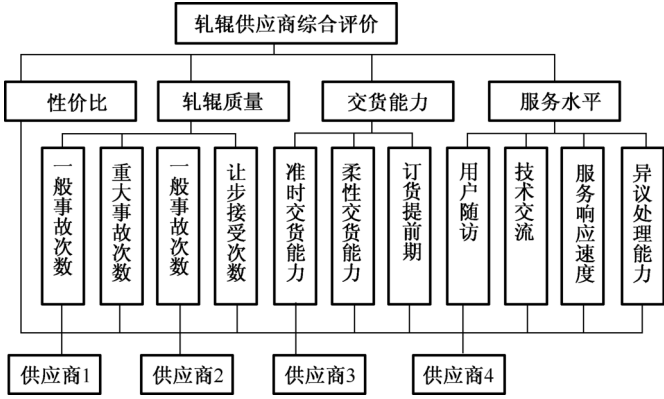 轧辊供应商综合评价
性价比
轧辊质量
交货能力
服务水平
一般事故次数
重大事故次数
一般事故次数
让步接受次数
准时交货能力
柔性交货能力
订货提前期
用户随访
技术交流
服务响应速度
异议处理能力
供应商1
供应商2
供应商3
供应商4